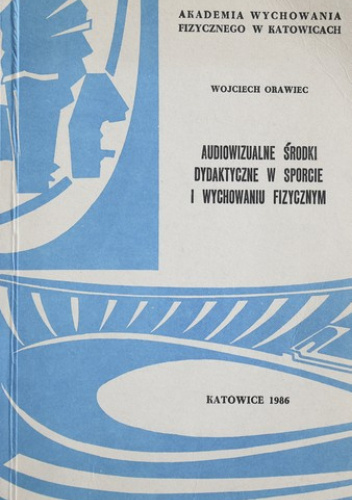 AKADEMIA WYCHOWANIA
FIZYCZNEGO W KATOWICACH
WOJCIECH ORAWIEC
AUDIOWIZUALNE ŚRODKI
DYDAKTYCZNE W SPORCIE
I WYCHOWANIU FIZYCZNYM
KATOWICE 1986